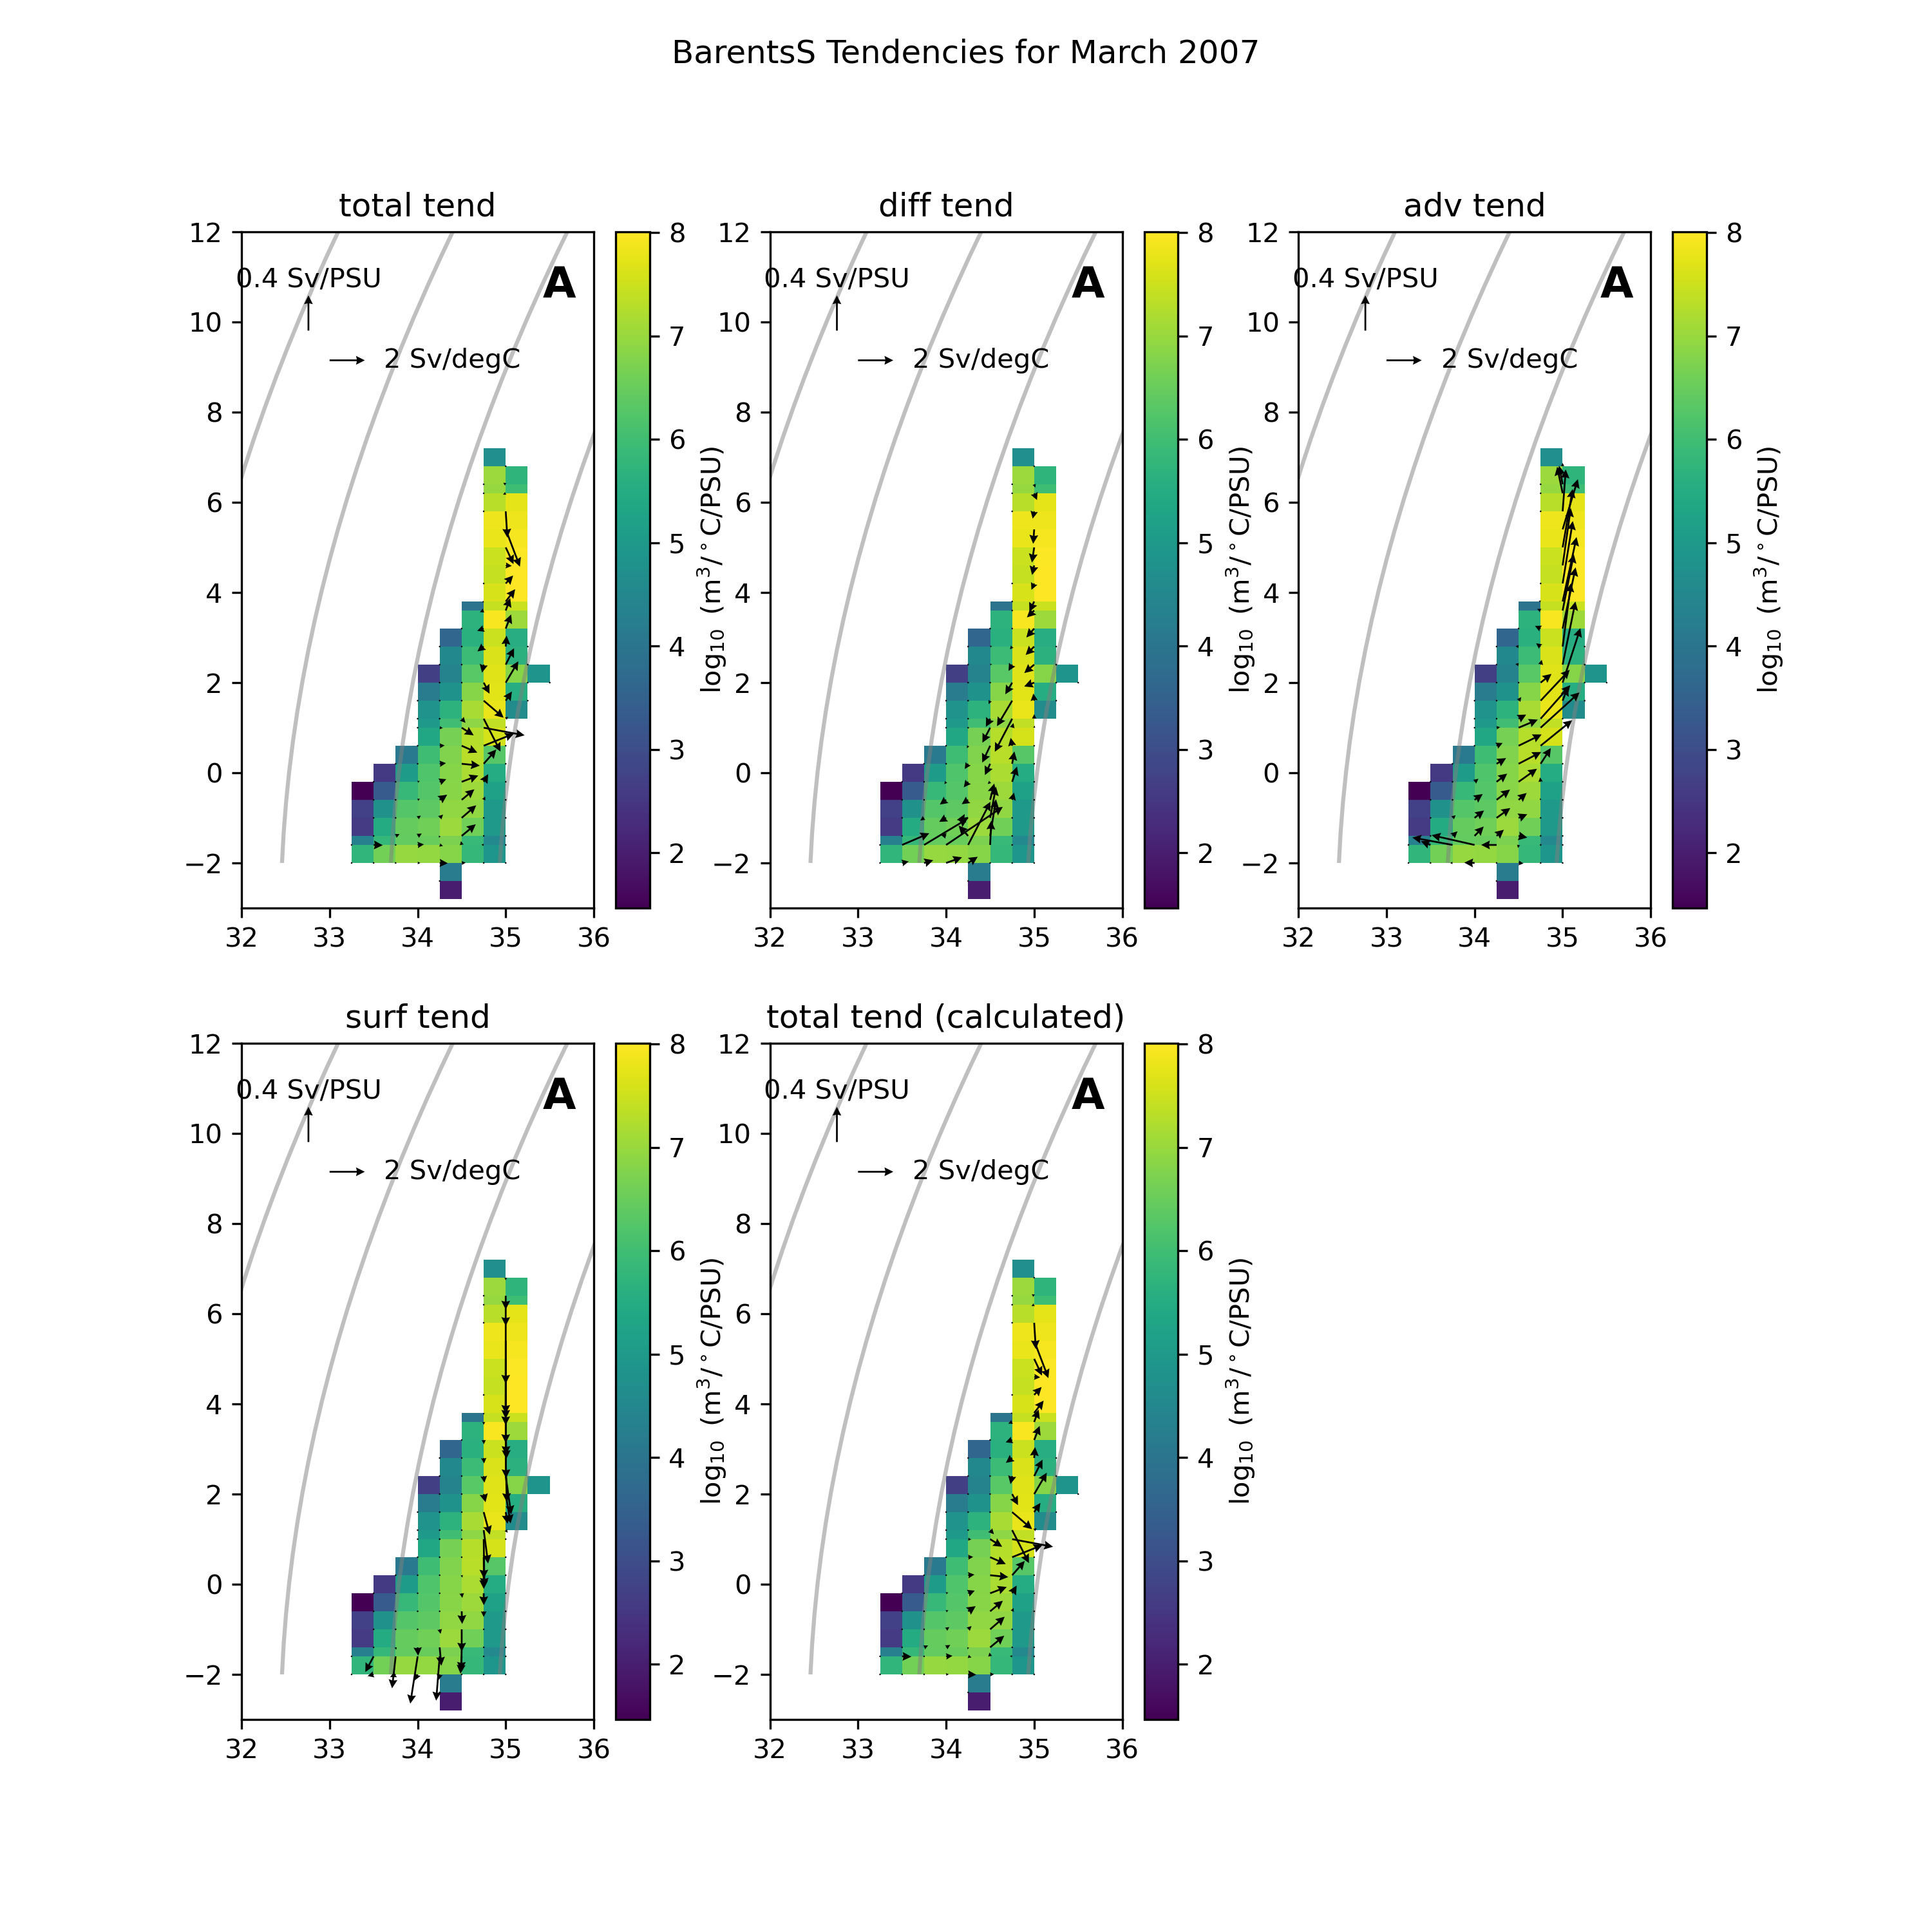 BarentsS Tendencies for March 2007
total tend
12
10
8
6
4
2
0
−2
32 33 34 35 36
0.4 Sv/PSU
2 Sv/degC
A
8
7
6
5
4
3
2
log₁₀ (m³/°C/PSU)
diff tend
12
10
8
6
4
2
0
−2
32 33 34 35 36
0.4 Sv/PSU
2 Sv/degC
A
8
7
6
5
4
3
2
log₁₀ (m³/°C/PSU)
adv tend
12
10
8
6
4
2
0
−2
32 33 34 35 36
0.4 Sv/PSU
2 Sv/degC
A
8
7
6
5
4
3
2
log₁₀ (m³/°C/PSU)
surf tend
12
10
8
6
4
2
0
−2
32 33 34 35 36
0.4 Sv/PSU
2 Sv/degC
A
8
7
6
5
4
3
2
log₁₀ (m³/°C/PSU)
total tend (calculated)
12
10
8
6
4
2
0
−2
32 33 34 35 36
0.4 Sv/PSU
2 Sv/degC
A
8
7
6
5
4
3
2
log₁₀ (m³/°C/PSU)